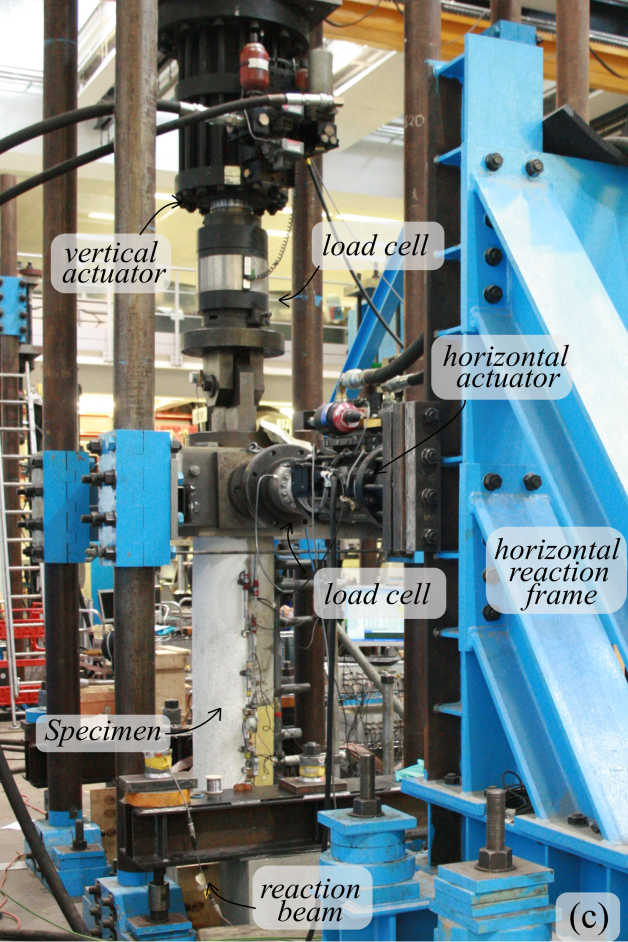 vertical
actuator
load cell
horizontal
actuator
load cell
horizontal
reaction
frame
Specimen
reaction
beam
(c)